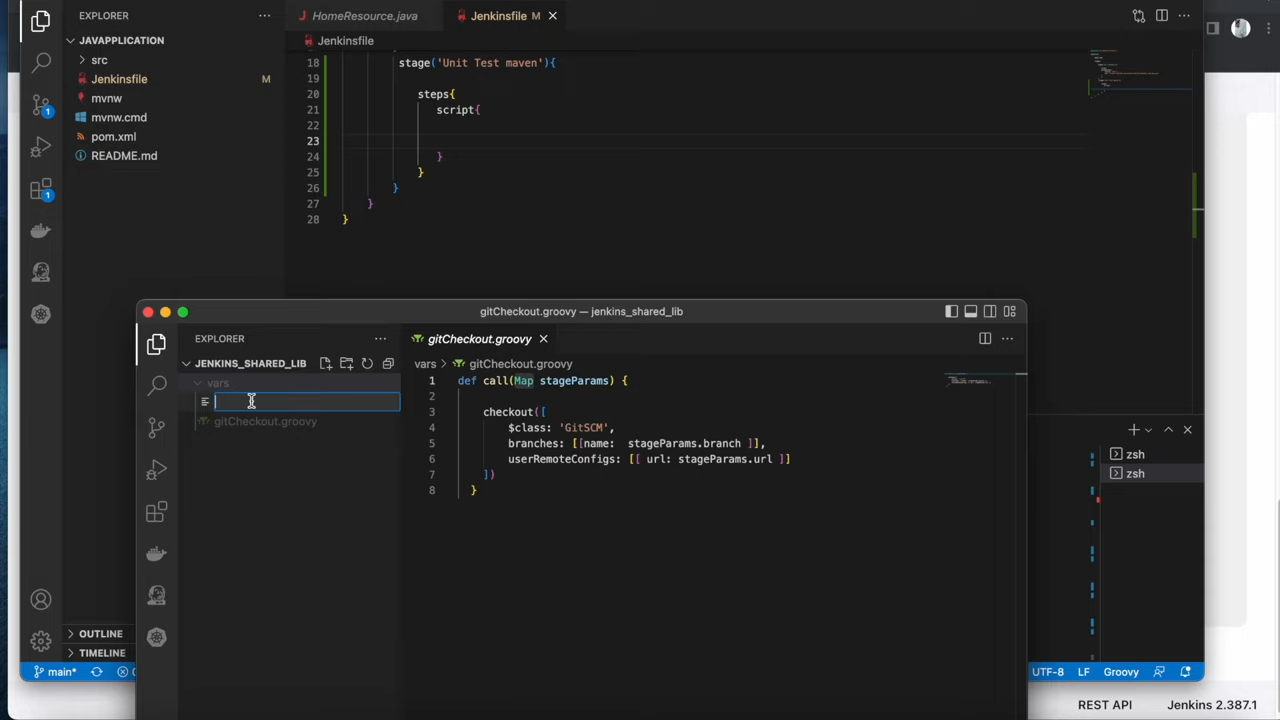 EXPLORER
HomeResource.java
Jenkinsfile M
JAVAPPLICATION
Jenkinsfile
src
Jenkinsfile M
mvnw
mvnw.cmd
pom.xml
README.md
18 stage('Unit Test maven'){
19
20 steps{
21 script{
22
23
24 }
25 }
26 }
27 }
28 }
1
1
gitCheckout.groovy — jenkins_shared_lib
EXPLORER
gitCheckout.groovy
JENKINS_SHARED_LIB
vars
gitCheckout.groovy
vars > gitCheckout.groovy
1 def call(Map stageParams) {
2
3 checkout([
4 $class: 'GitSCM',
5 branches: [[name: stageParams.branch ]],
6 userRemoteConfigs: [[ url: stageParams.url ]]
7 ])
8 }
zsh
zsh
OUTLINE
TIMELINE
main*
UTF-8 LF Groovy
REST API Jenkins 2.387.1